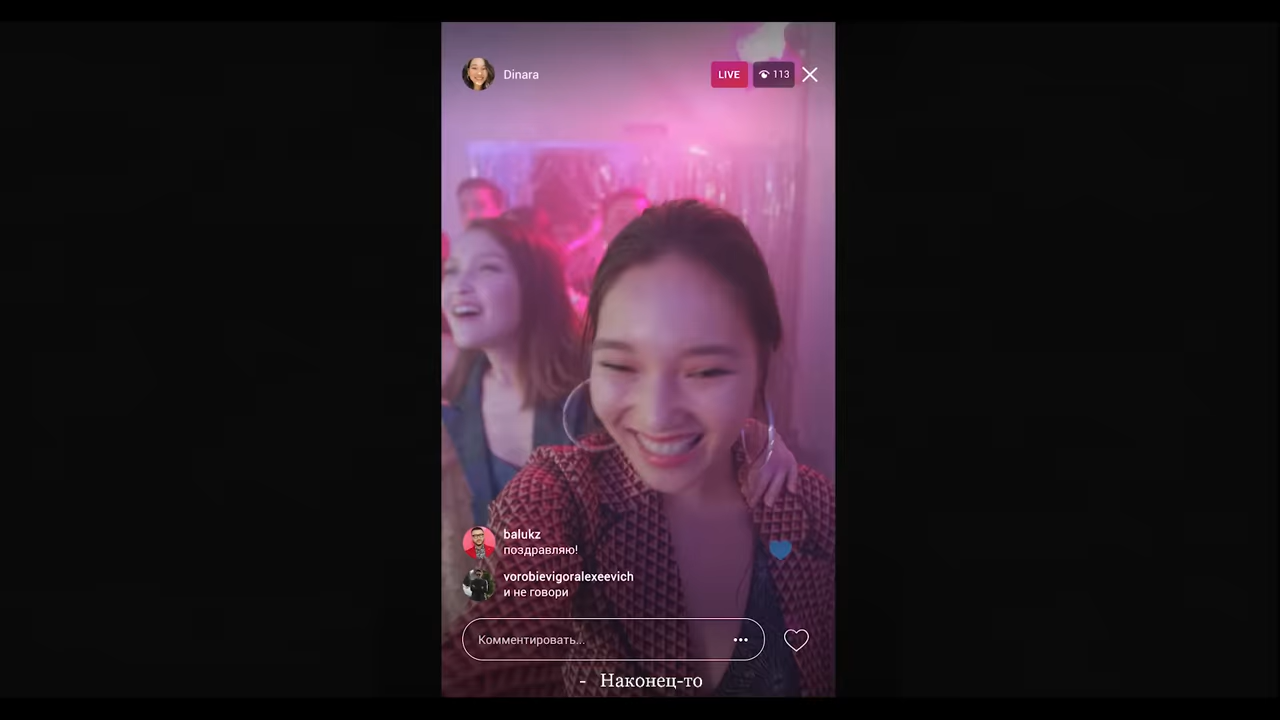 Dinara
LIVE
113
balukz
поздравляю!
vorobievigoralexeevich
и не говори
Комментировать...
- Наконец-то